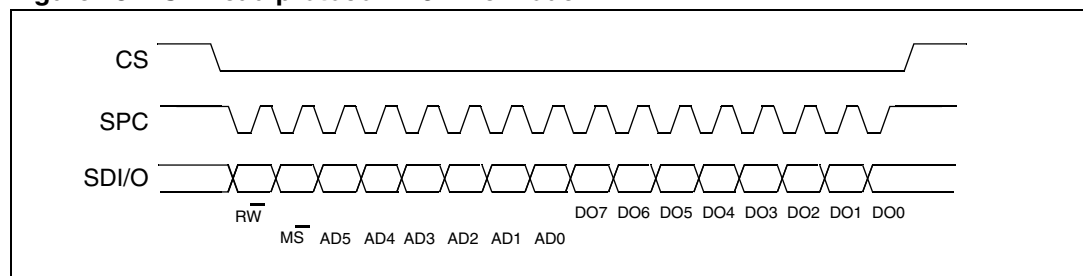 CS
SPC
SDI/O
RW DO7 DO6 DO5 DO4 DO3 DO2 DO1 DO0
MS AD5 AD4 AD3 AD2 AD1 AD0